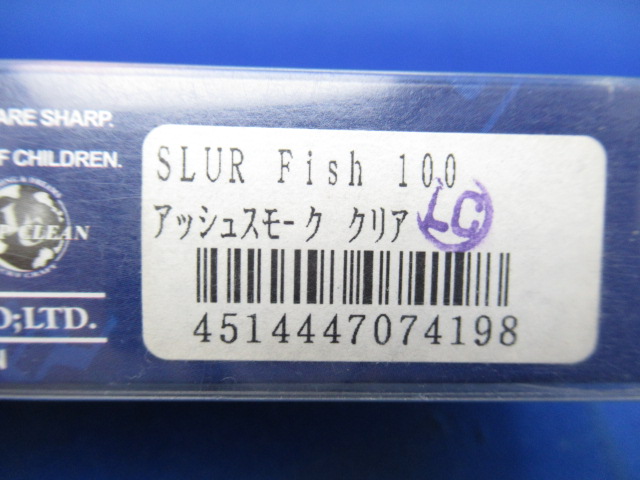 ARE SHARP.
F CHILDREN.
CLEAN
;LTD.
SLUR Fish 100
アッシュスモーク クリア
LC
4514447074198